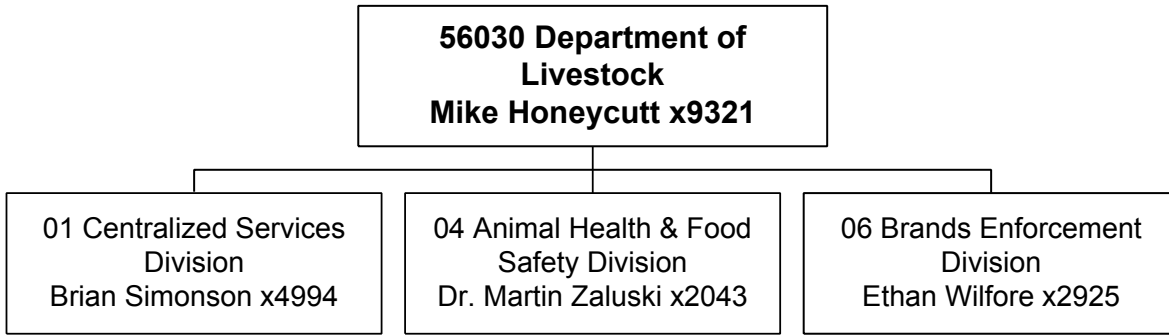 56030 Department of
Livestock
Mike Honeycutt x9321
01 Centralized Services
Division
Brian Simonson x4994
04 Animal Health & Food
Safety Division
Dr. Martin Zaluski x2043
06 Brands Enforcement
Division
Ethan Wilfore x2925